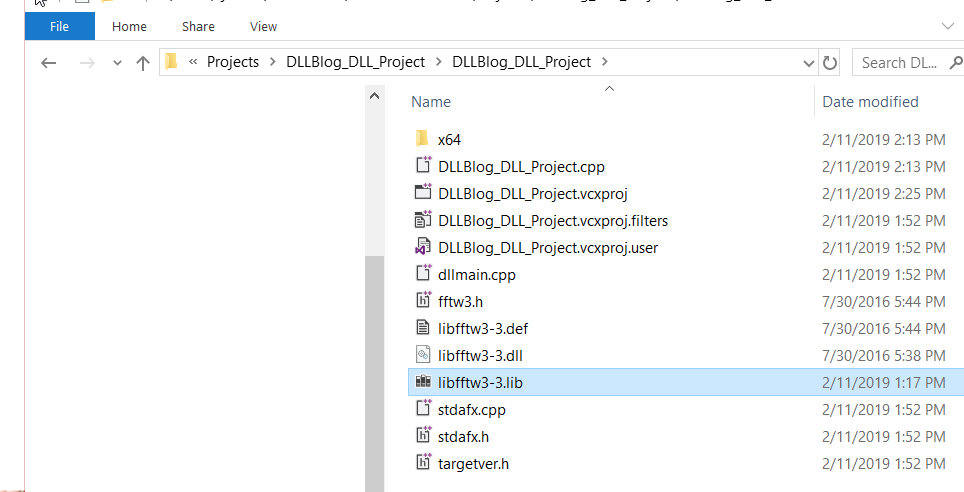 File Home Share View
« Projects > DLLBlog_DLL_Project > DLLBlog_DLL_Project > Search DL...
Name Date modified
x64 2/11/2019 2:13 PM
DLLBlog_DLL_Project.cpp 2/11/2019 2:13 PM
DLLBlog_DLL_Project.vcxproj 2/11/2019 2:25 PM
DLLBlog_DLL_Project.vcxproj.filters 2/11/2019 1:52 PM
DLLBlog_DLL_Project.vcxproj.user 2/11/2019 1:52 PM
dllmain.cpp 2/11/2019 1:52 PM
fftw3.h 7/30/2016 5:44 PM
libfftw3-3.def 7/30/2016 5:44 PM
libfftw3-3.dll 7/30/2016 5:38 PM
libfftw3-3.lib 2/11/2019 1:17 PM
stdafx.cpp 2/11/2019 1:52 PM
stdafx.h 2/11/2019 1:52 PM
targetver.h 2/11/2019 1:52 PM